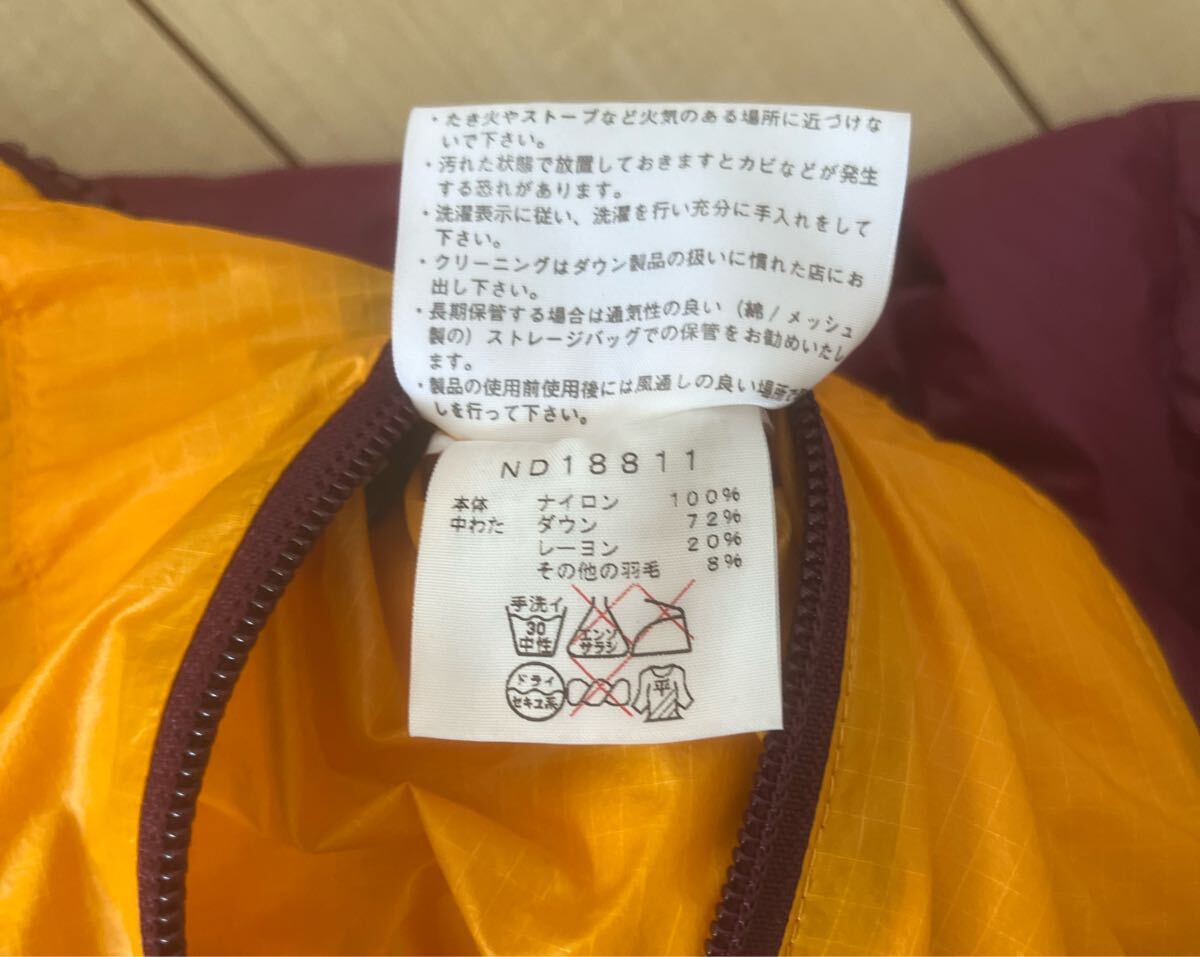 ・たき火やストーブなど火気のある場所に近づけな
いで下さい。
・汚れた状態で放置しておきますとカビなどが発生
する恐れがあります。
・洗濯表示に従い、洗濯を行い充分に手入れをして
下さい。
・クリーニングはダウン製品の扱いに慣れた店にお
出し下さい。
・長期保管する場合は通気性の良い(綿/メッシュ
製の)ストレージバッグでの保管をお勧めいたし
ます。
・製品の使用前使用後には風通しの良い場所で
しを行って下さい。
ND18811
本体 ナイロン 100%
中わた ダウン 72%
レーヨン 20%
その他の羽毛 8%
手洗イ
30
中性
エンソ
サラシ
ドライ
セキユ系
平